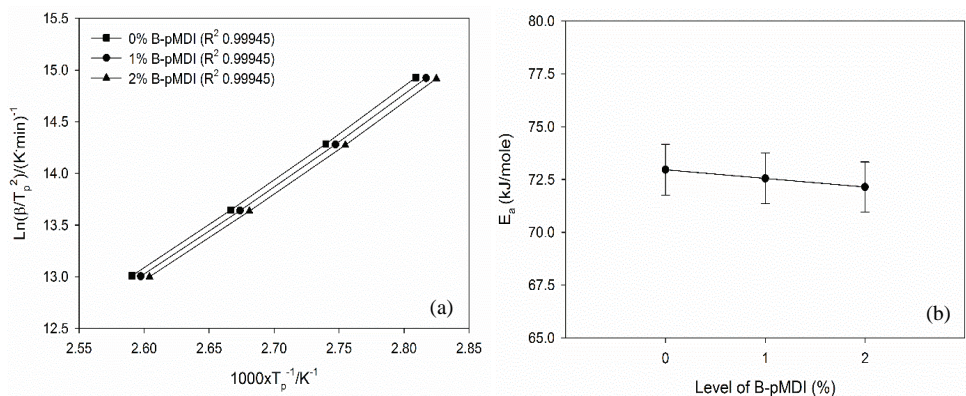 15.5
15.0
14.5
14.0
13.5
13.0
12.5
2.55
2.60
2.65
2.70
2.75
2.80
2.85
Ln(β/Tp²)/(K·min)⁻¹
1000xTp⁻¹/K⁻¹
0% B-pMDI (R² 0.99945)
1% B-pMDI (R² 0.99945)
2% B-pMDI (R² 0.99945)
(a)
80.0
77.5
75.0
72.5
70.0
67.5
65.0
0
1
2
Ea (kJ/mole)
Level of B-pMDI (%)
(b)